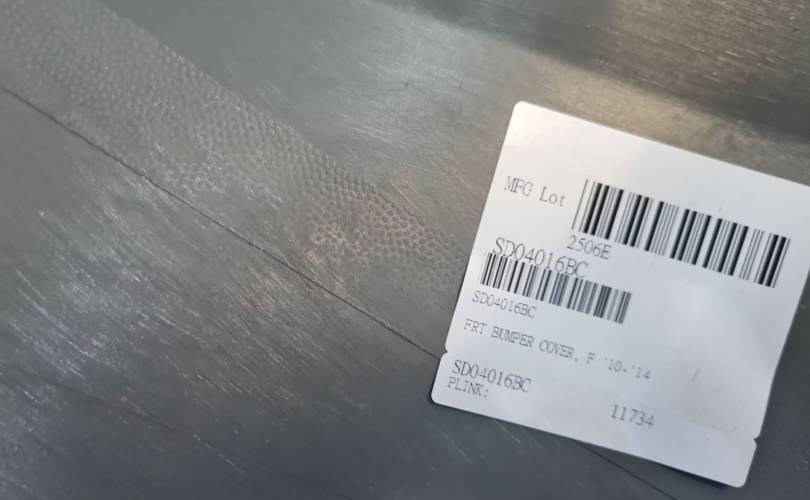 MFG Lot
2506E
SD04016BC
SD04016BC
FRT BUMPER COVER, F '10-'14
SD04016BC
PLINK:
11734